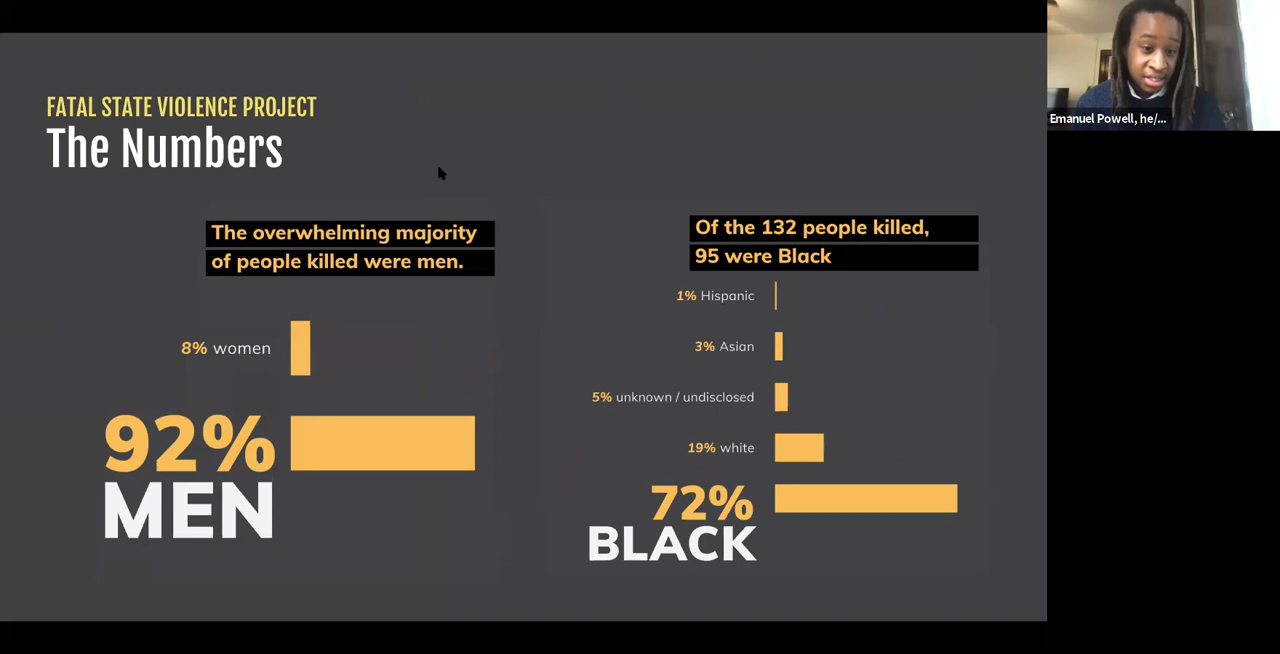 FATAL STATE VIOLENCE PROJECT
The Numbers
The overwhelming majority
of people killed were men.
8% women
92%
MEN
Of the 132 people killed,
95 were Black
1% Hispanic
3% Asian
5% unknown / undisclosed
19% white
72%
BLACK
Emanuel Powell, he/...